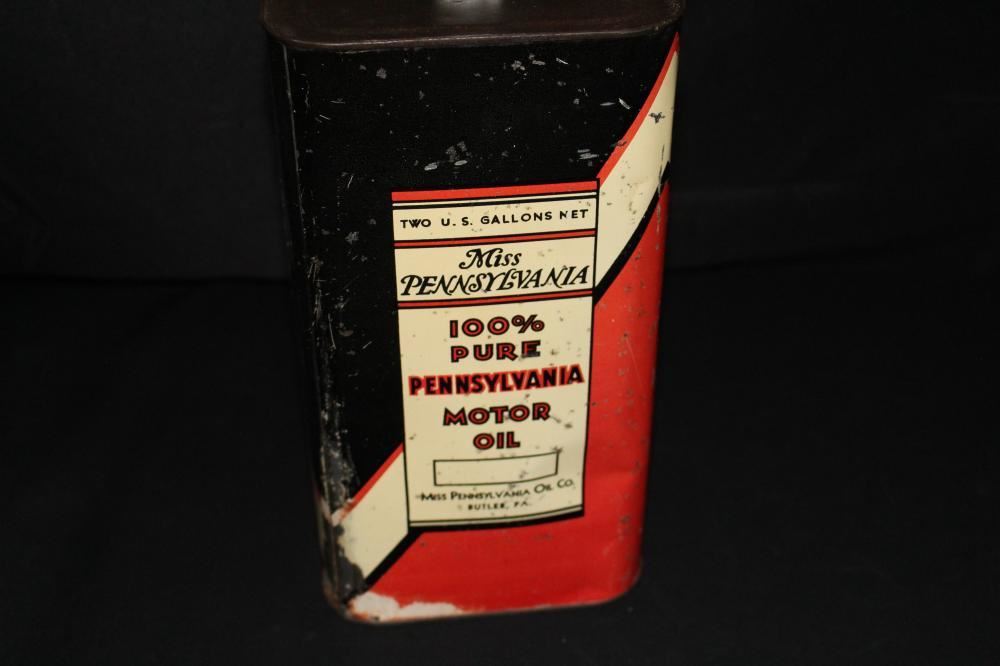 TWO U.S. GALLONS NET
Miss
PENNSYLVANIA
100%
PURE
PENNSYLVANIA
MOTOR
OIL
MISS PENNSYLVANIA OIL CO.
BUTLER, PA.